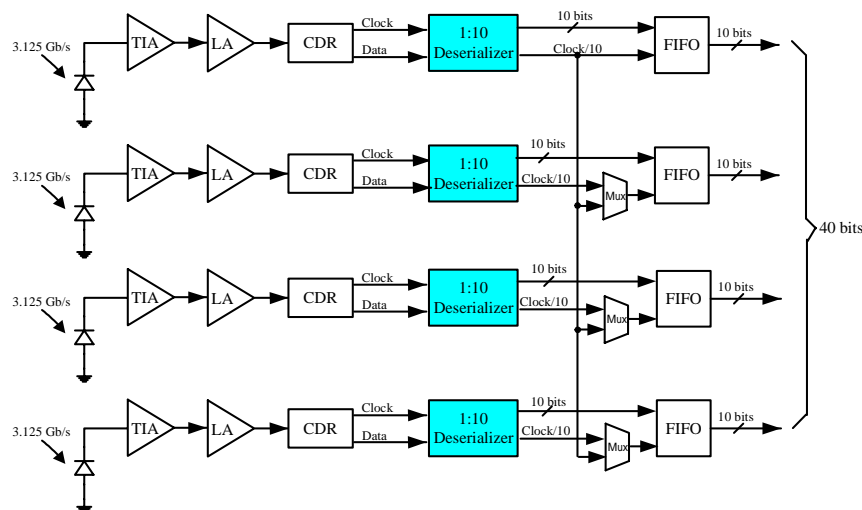 3.125 Gb/s
TIA
LA
CDR
Clock
Data
1:10
Deserializer
10 bits
Clock/10
FIFO
10 bits
3.125 Gb/s
TIA
LA
CDR
Clock
Data
1:10
Deserializer
10 bits
Clock/10
Mux
FIFO
10 bits
40 bits
3.125 Gb/s
TIA
LA
CDR
Clock
Data
1:10
Deserializer
10 bits
Clock/10
Mux
FIFO
10 bits
3.125 Gb/s
TIA
LA
CDR
Clock
Data
1:10
Deserializer
10 bits
Clock/10
Mux
FIFO
10 bits